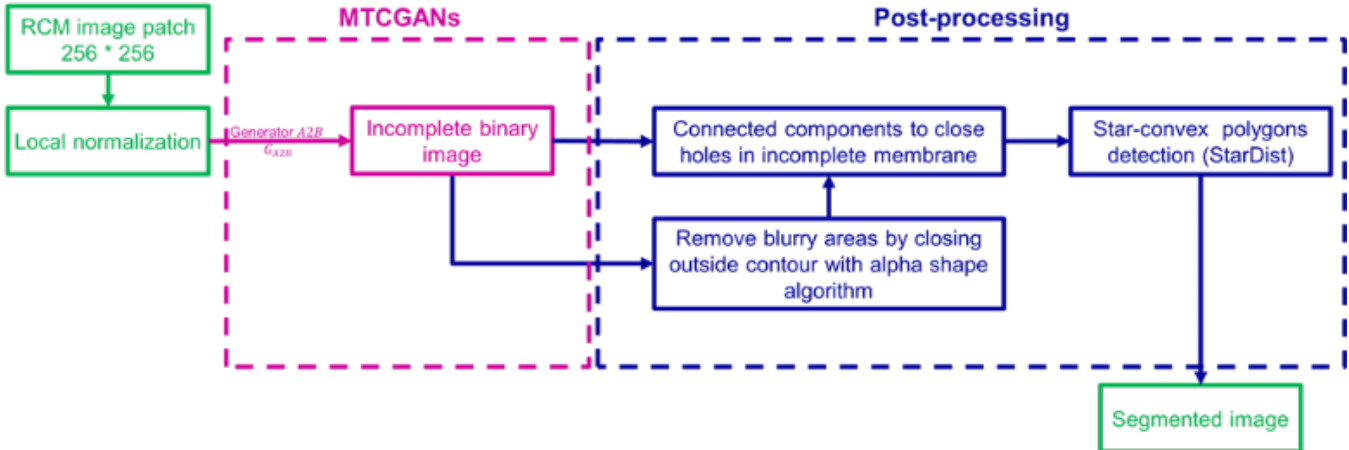 MTCGANs
Post-processing
RCM image patch
256 * 256
Local normalization
Generator A2B
G_{A2B}
Incomplete binary
image
Connected components to close
holes in incomplete membrane
Star-convex polygons
detection (StarDist)
Remove blurry areas by closing
outside contour with alpha shape
algorithm
Segmented image